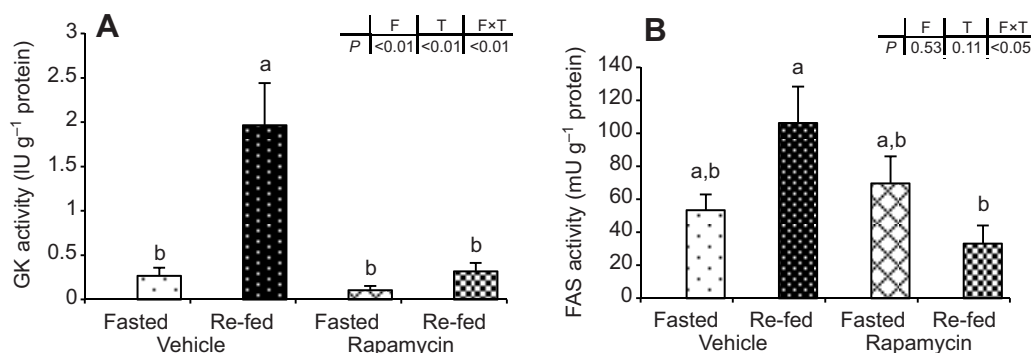 A
F T F×T
P <0.01 <0.01 <0.01
GK activity (IU g–1 protein)
3
2.5
2
1.5
1
0.5
0
b
a
b
b
Fasted Re-fed Fasted Re-fed
Vehicle Rapamycin
B
F T F×T
P 0.53 0.11 <0.05
FAS activity (mU g–1 protein)
140
120
100
80
60
40
20
0
a,b
a
a,b
b
Fasted Re-fed Fasted Re-fed
Vehicle Rapamycin